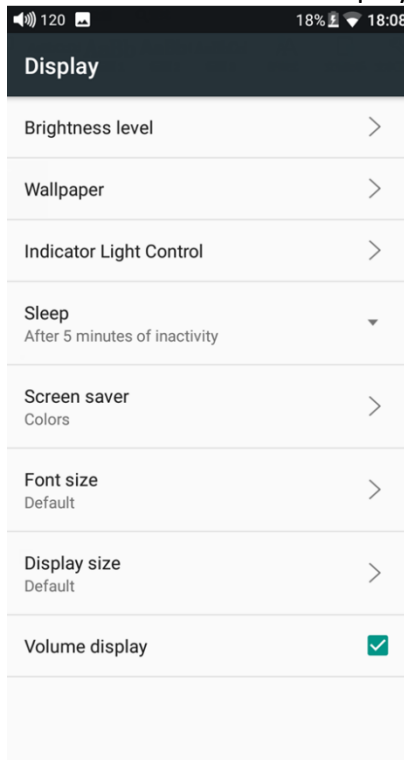 120 18% 18:08
Display
Brightness level
Wallpaper
Indicator Light Control
Sleep
After 5 minutes of inactivity
Screen saver
Colors
Font size
Default
Display size
Default
Volume display